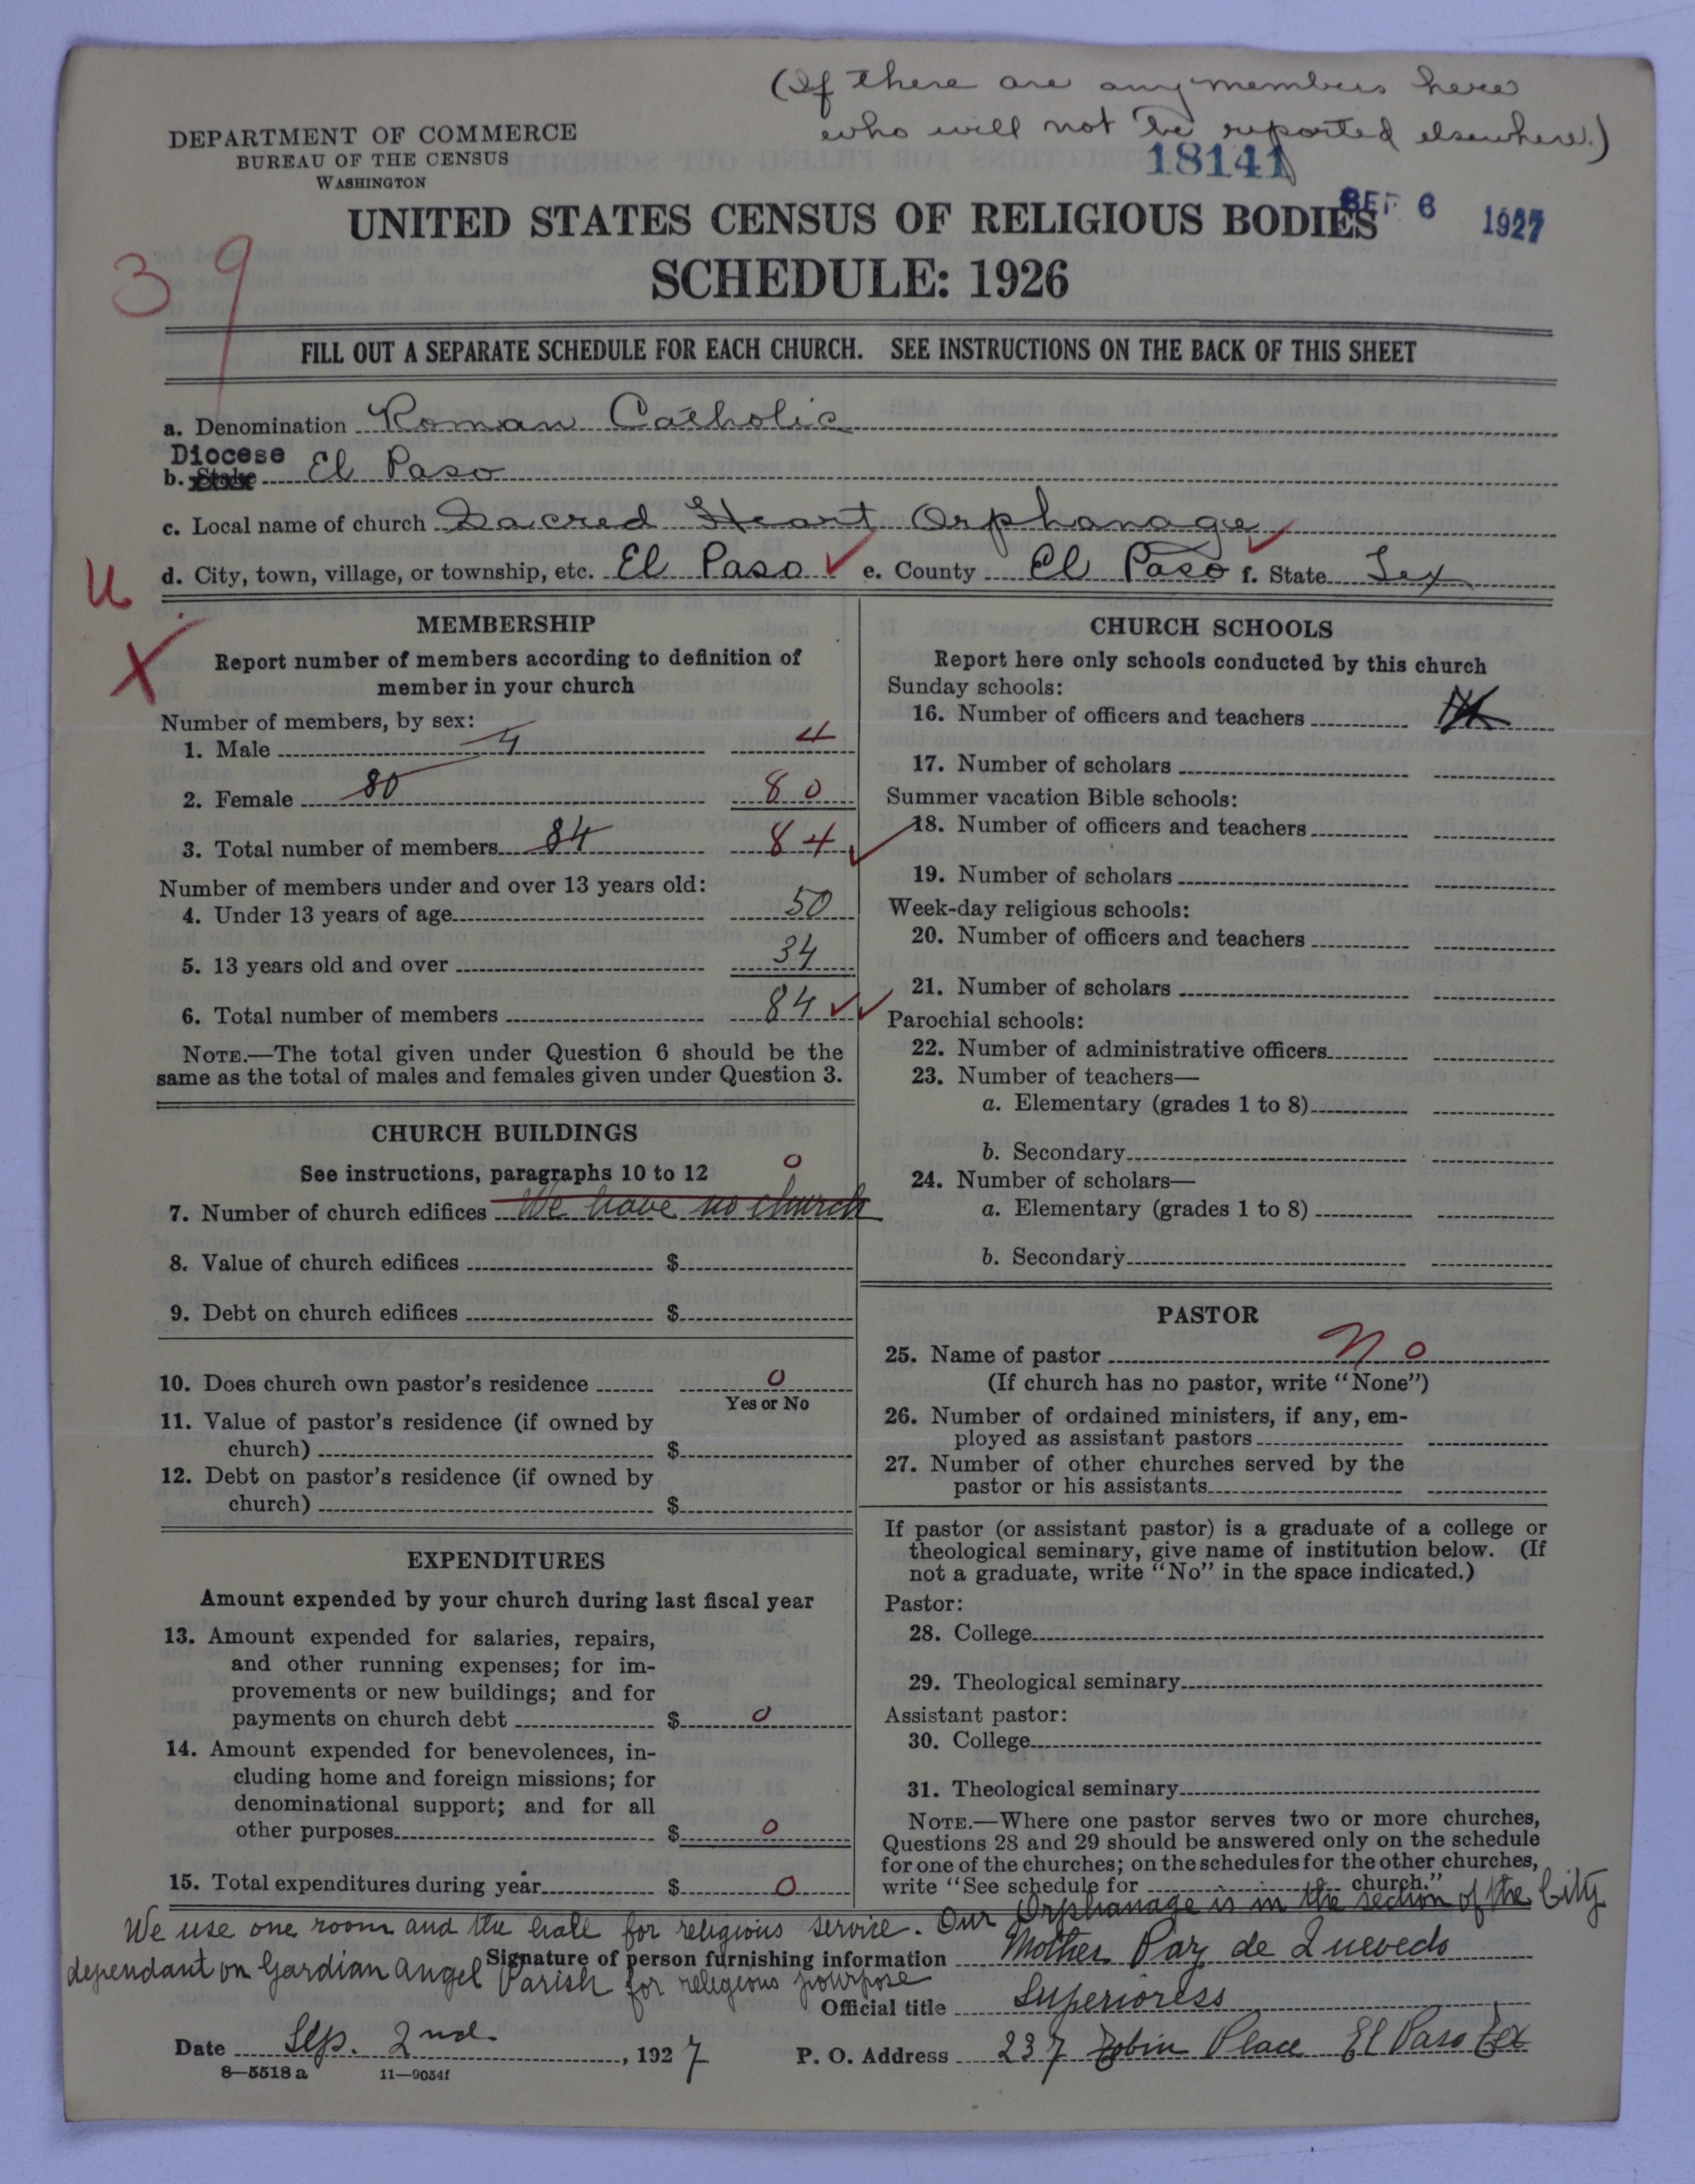 (If there are any members here
who will not be reported elsewhere.)
DEPARTMENT OF COMMERCE
BUREAU OF THE CENSUS
WASHINGTON
18141
SEP 6 1927
UNITED STATES CENSUS OF RELIGIOUS BODIES
SCHEDULE: 1926
39
FILL OUT A SEPARATE SCHEDULE FOR EACH CHURCH. SEE INSTRUCTIONS ON THE BACK OF THIS SHEET
a. Denomination Roman Catholic
Diocese
b. State El Paso
c. Local name of church Sacred Heart Orphanage
d. City, town, village, or township, etc. El Paso e. County El Paso f. State Tex
U
X
MEMBERSHIP
Report number of members according to definition of
member in your church
Number of members, by sex:
1. Male 4 4
2. Female 80 80
3. Total number of members 84 84
Number of members under and over 13 years old:
4. Under 13 years of age 50
5. 13 years old and over 34
6. Total number of members 84
NOTE.—The total given under Question 6 should be the
same as the total of males and females given under Question 3.
CHURCH BUILDINGS
See instructions, paragraphs 10 to 12 0
7. Number of church edifices We have no church
8. Value of church edifices $
9. Debt on church edifices $
10. Does church own pastor's residence 0
Yes or No
11. Value of pastor's residence (if owned by
church) $
12. Debt on pastor's residence (if owned by
church) $
EXPENDITURES
Amount expended by your church during last fiscal year
13. Amount expended for salaries, repairs,
and other running expenses; for im-
provements or new buildings; and for
payments on church debt $ 0
14. Amount expended for benevolences, in-
cluding home and foreign missions; for
denominational support; and for all
other purposes $ 0
15. Total expenditures during year $ 0
CHURCH SCHOOLS
Report here only schools conducted by this church
Sunday schools:
16. Number of officers and teachers
17. Number of scholars
Summer vacation Bible schools:
18. Number of officers and teachers
19. Number of scholars
Week-day religious schools:
20. Number of officers and teachers
21. Number of scholars
Parochial schools:
22. Number of administrative officers
23. Number of teachers—
a. Elementary (grades 1 to 8)
b. Secondary
24. Number of scholars—
a. Elementary (grades 1 to 8)
b. Secondary
PASTOR
25. Name of pastor No
(If church has no pastor, write "None")
26. Number of ordained ministers, if any, em-
ployed as assistant pastors
27. Number of other churches served by the
pastor or his assistants
If pastor (or assistant pastor) is a graduate of a college or
theological seminary, give name of institution below. (If
not a graduate, write "No" in the space indicated.)
Pastor:
28. College
29. Theological seminary
Assistant pastor:
30. College
31. Theological seminary
NOTE.—Where one pastor serves two or more churches,
Questions 28 and 29 should be answered only on the schedule
for one of the churches; on the schedules for the other churches,
write "See schedule for church."
We use one room and the hall for religious service. Our Orphanage is in the section of the City
dependant on Gardian Angel Parish for religious pourpose
Signature of person furnishing information Mother Paz de Quevedo
Official title Superioress
Date Sep. 2nd. , 1927
P. O. Address 237 Tobin Place El Paso Tex
8—5518 a 11—9054f